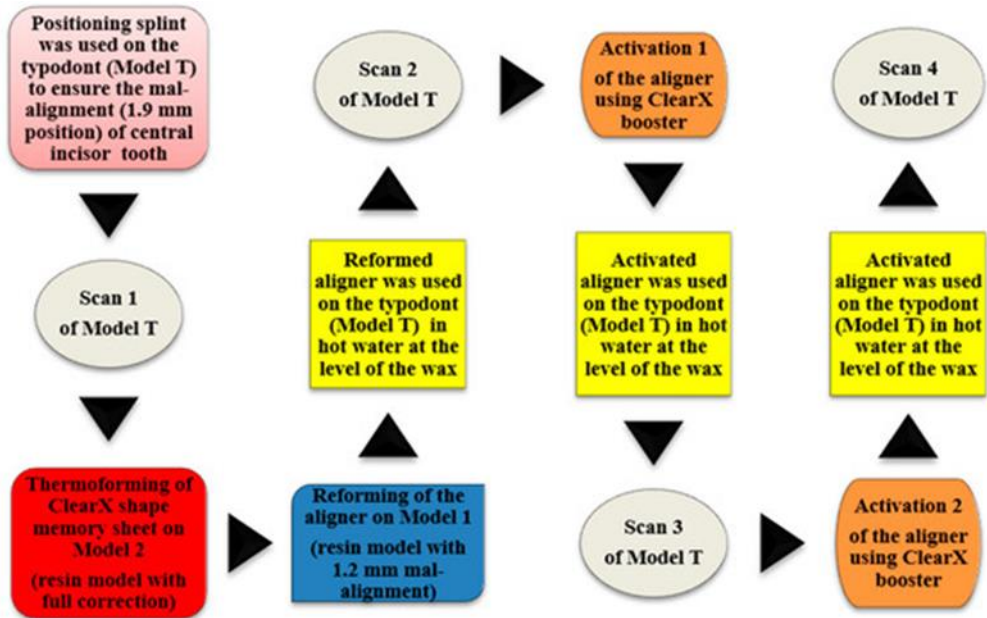 Positioning splint
was used on the
typodont (Model T)
to ensure the mal-
alignment (1.9 mm
position) of central
incisor tooth
Scan 1
of Model T
Thermoforming of
ClearX shape
memory sheet on
Model 2
(resin model with
full correction)
Reforming of the
aligner on Model 1
(resin model with
1.2 mm mal-
alignment)
Reformed
aligner was used
on the typodont
(Model T) in
hot water at the
level of the wax
Scan 2
of Model T
Activation 1
of the aligner
using ClearX
booster
Activated
aligner was used
on the typodont
(Model T) in hot
water at the
level of the wax
Scan 3
of Model T
Activation 2
of the aligner
using ClearX
booster
Activated
aligner was used
on the typodont
(Model T) in hot
water at the
level of the wax
Scan 4
of Model T